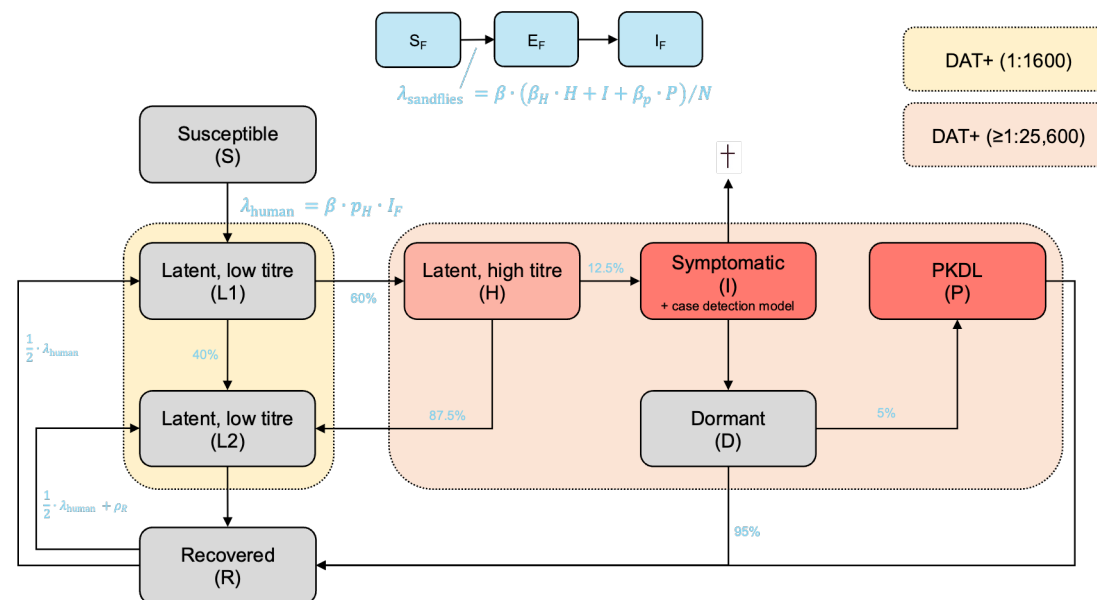 S_F
E_F
I_F
DAT+ (1:1600)
λ_sandflies = β · (β_H · H + I + β_p · P)/N
DAT+ (≥1:25,600)
Susceptible
(S)
†
λ_human = β · p_H · I_F
Latent, low titre
(L1)
60%
Latent, high titre
(H)
12.5%
Symptomatic
(I)
+ case detection model
PKDL
(P)
1/2 · λ_human
40%
87.5%
Latent, low titre
(L2)
Dormant
(D)
5%
1/2 · λ_human + ρ_R
95%
Recovered
(R)